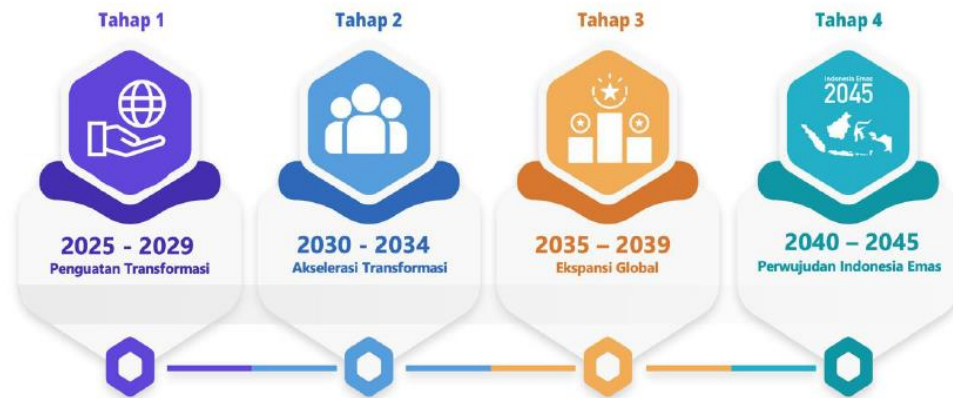 Tahap 1
Tahap 2
Tahap 3
Tahap 4
Indonesia Emas
2045
2025 - 2029
Penguatan Transformasi
2030 - 2034
Akselerasi Transformasi
2035 – 2039
Ekspansi Global
2040 – 2045
Perwujudan Indonesia Emas